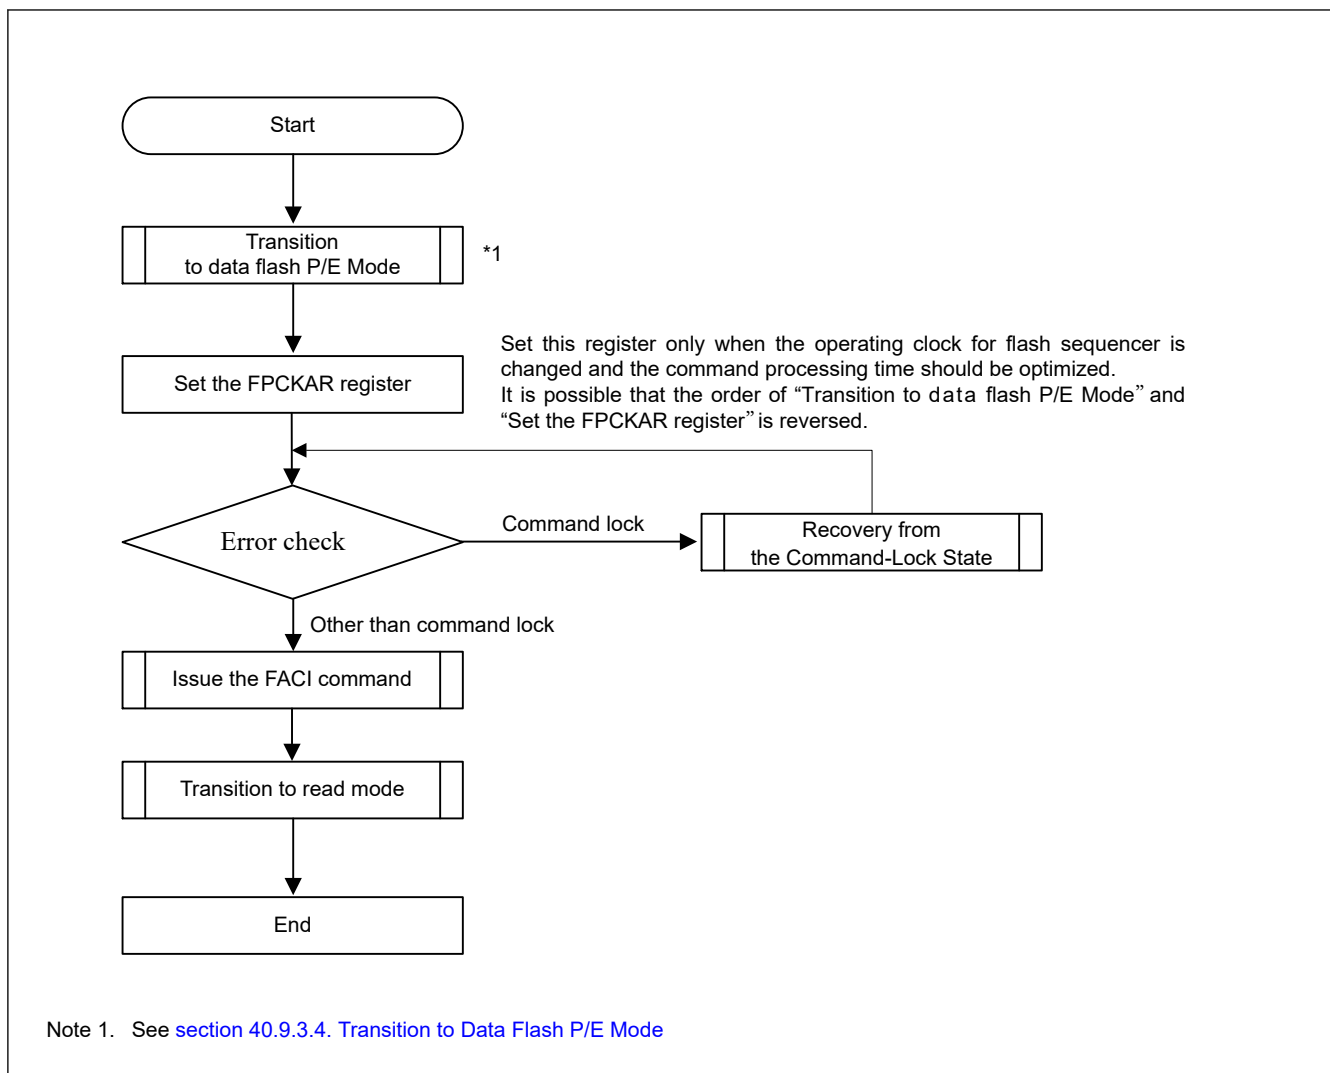 Start
Transition
to data flash P/E Mode
*1
Set this register only when the operating clock for flash sequencer is
changed and the command processing time should be optimized.
It is possible that the order of “Transition to data flash P/E Mode” and
“Set the FPCKAR register” is reversed.
Set the FPCKAR register
Error check
Command lock
Recovery from
the Command-Lock State
Other than command lock
Issue the FACI command
Transition to read mode
End
Note 1. See section 40.9.3.4. Transition to Data Flash P/E Mode